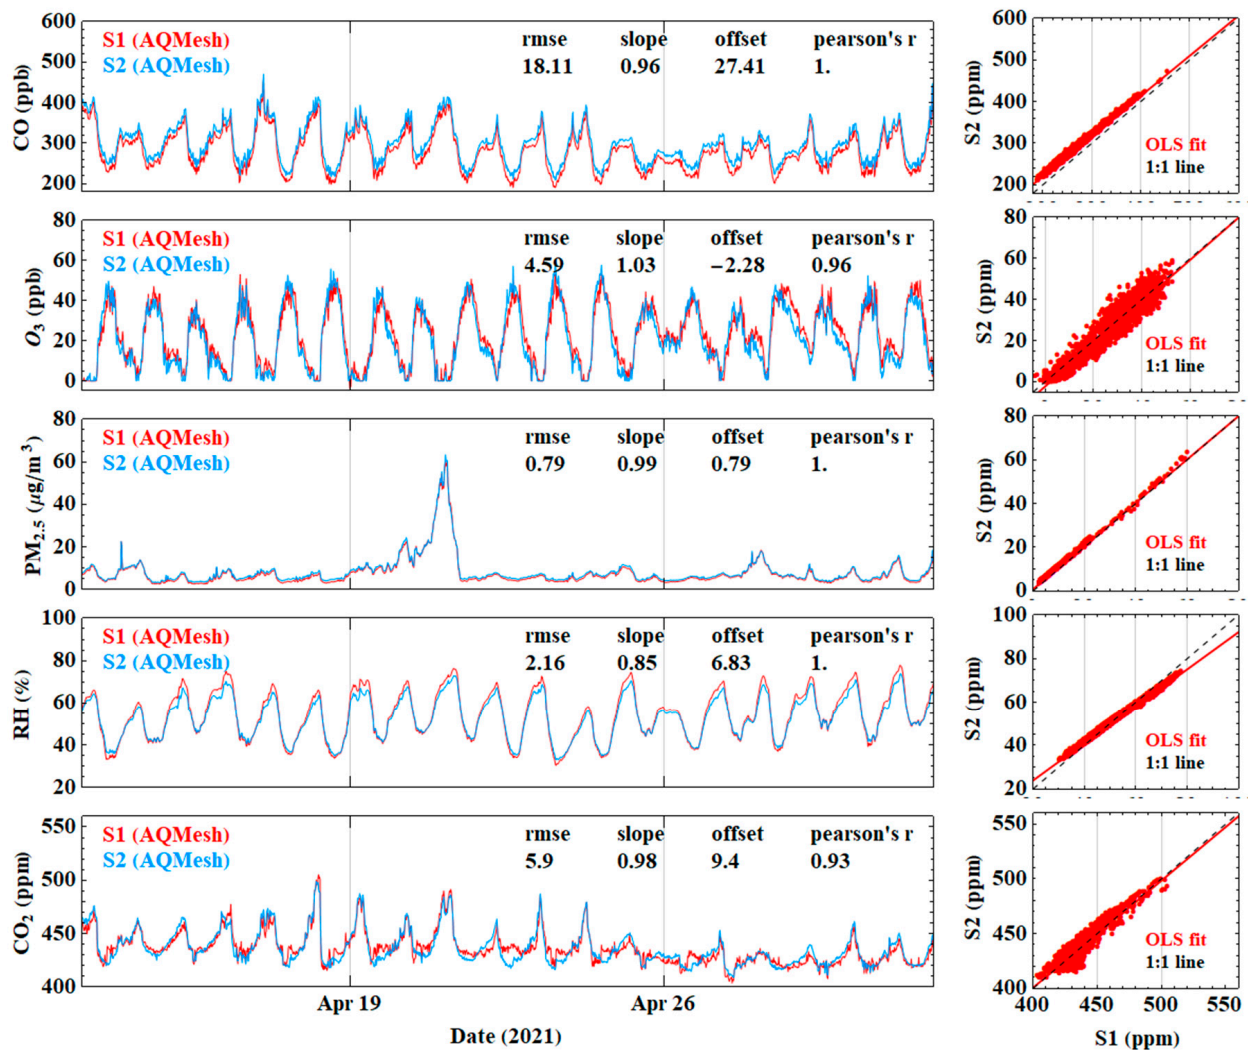 CO (ppb)
600
500
400
300
200
S1 (AQMesh)
S2 (AQMesh)
rmse slope offset pearson's r
18.11 0.96 27.41 1.
S2 (ppm)
600
500
400
300
200
OLS fit
1:1 line
O3 (ppb)
80
60
40
20
0
S1 (AQMesh)
S2 (AQMesh)
rmse slope offset pearson's r
4.59 1.03 −2.28 0.96
S2 (ppm)
80
60
40
20
0
OLS fit
1:1 line
PM2.5 (μg/m3)
80
60
40
20
0
S1 (AQMesh)
S2 (AQMesh)
rmse slope offset pearson's r
0.79 0.99 0.79 1.
S2 (ppm)
80
60
40
20
0
OLS fit
1:1 line
RH (%)
100
80
60
40
20
S1 (AQMesh)
S2 (AQMesh)
rmse slope offset pearson's r
2.16 0.85 6.83 1.
S2 (ppm)
100
80
60
40
20
OLS fit
1:1 line
CO2 (ppm)
550
500
450
400
S1 (AQMesh)
S2 (AQMesh)
rmse slope offset pearson's r
5.9 0.98 9.4 0.93
Apr 19 Apr 26
Date (2021)
S2 (ppm)
550
500
450
400
OLS fit
1:1 line
400 450 500 550
S1 (ppm)